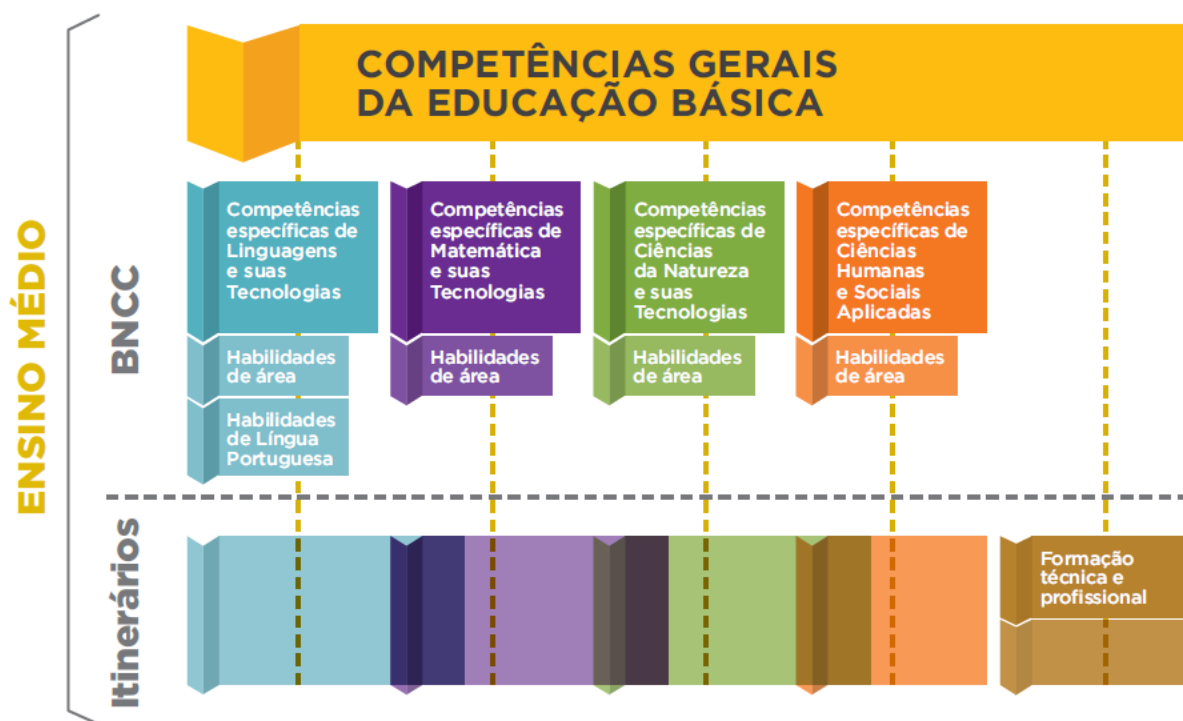 ENSINO MÉDIO
BNCC
COMPETÊNCIAS GERAIS
DA EDUCAÇÃO BÁSICA
Competências
específicas de
Linguagens
e suas
Tecnologias
Habilidades
de área
Habilidades
de Língua
Portuguesa
Competências
específicas de
Matemática
e suas
Tecnologias
Habilidades
de área
Competências
específicas de
Ciências
da Natureza
e suas
Tecnologias
Habilidades
de área
Competências
específicas de
Ciências
Humanas
e Sociais
Aplicadas
Habilidades
de área
Itinerários
Formação
técnica e
profissional